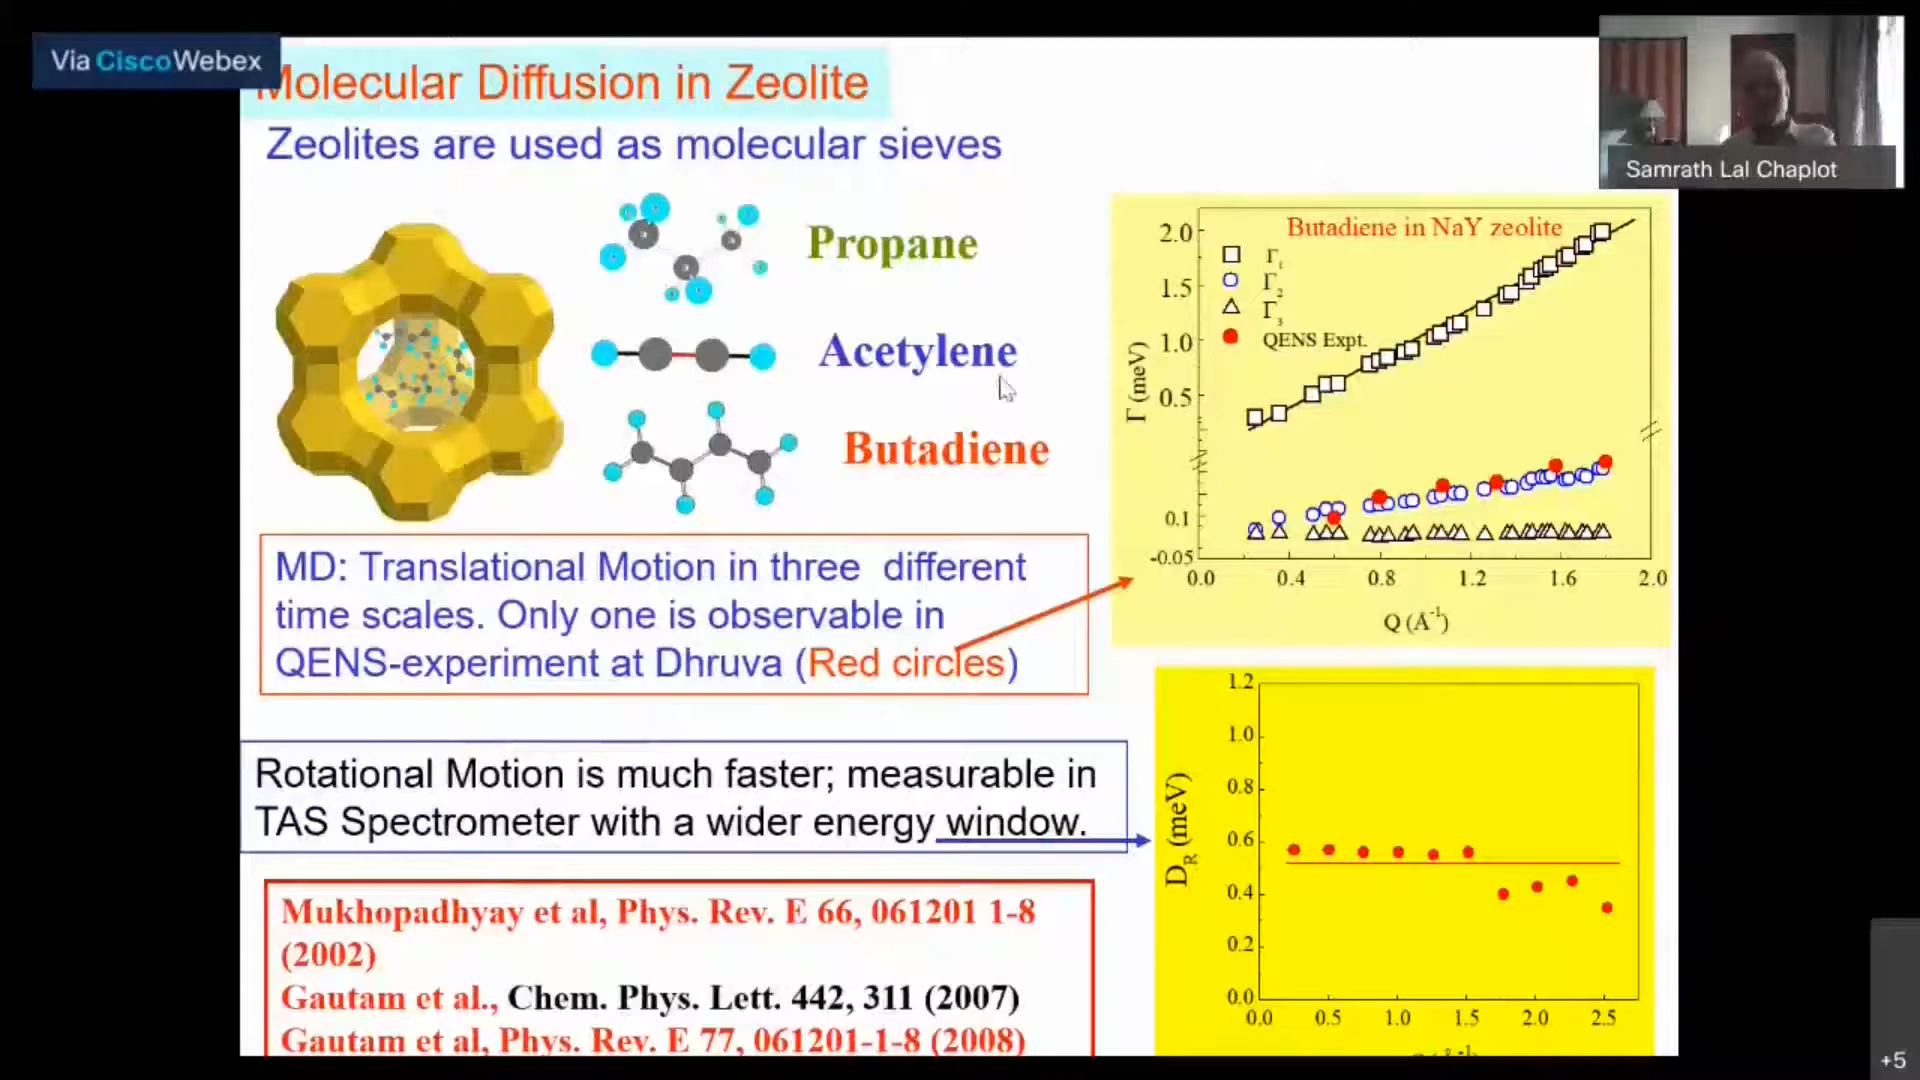 Via CiscoWebex
Molecular Diffusion in Zeolite
Zeolites are used as molecular sieves
Samrath Lal Chaplot
Propane
Acetylene
Butadiene
Butadiene in NaY zeolite
Γ1
Γ2
Γ3
QENS Expt.
2.0
1.5
1.0
0.5
0.1
-0.05
Γ (meV)
0.0 0.4 0.8 1.2 1.6 2.0
Q (Å-1)
MD: Translational Motion in three different
time scales. Only one is observable in
QENS-experiment at Dhruva (Red circles)
Rotational Motion is much faster; measurable in
TAS Spectrometer with a wider energy window.
1.2
1.0
0.8
0.6
0.4
0.2
0.0
DR (meV)
0.0 0.5 1.0 1.5 2.0 2.5
Mukhopadhyay et al, Phys. Rev. E 66, 061201 1-8
(2002)
Gautam et al., Chem. Phys. Lett. 442, 311 (2007)
Gautam et al, Phys. Rev. E 77, 061201-1-8 (2008)
+5